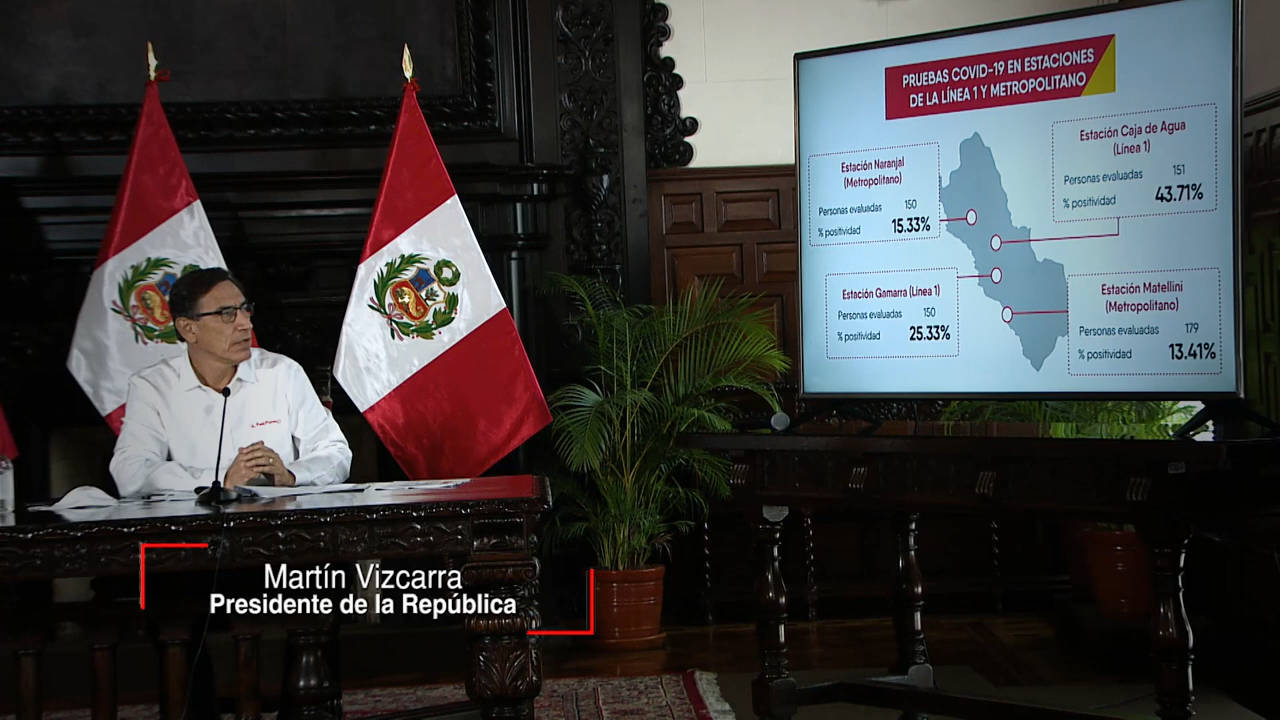 PRUEBAS COVID-19 EN ESTACIONES
DE LA LÍNEA 1 Y METROPOLITANO
Estación Naranjal
(Metropolitano)
Personas evaluadas 150
% positividad 15.33%
Estación Caja de Agua
(Línea 1)
Personas evaluadas 151
% positividad 43.71%
Estación Gamarra (Línea 1)
Personas evaluadas 150
% positividad 25.33%
Estación Matellini
(Metropolitano)
Personas evaluadas 179
% positividad 13.41%
Martín Vizcarra
Presidente de la República